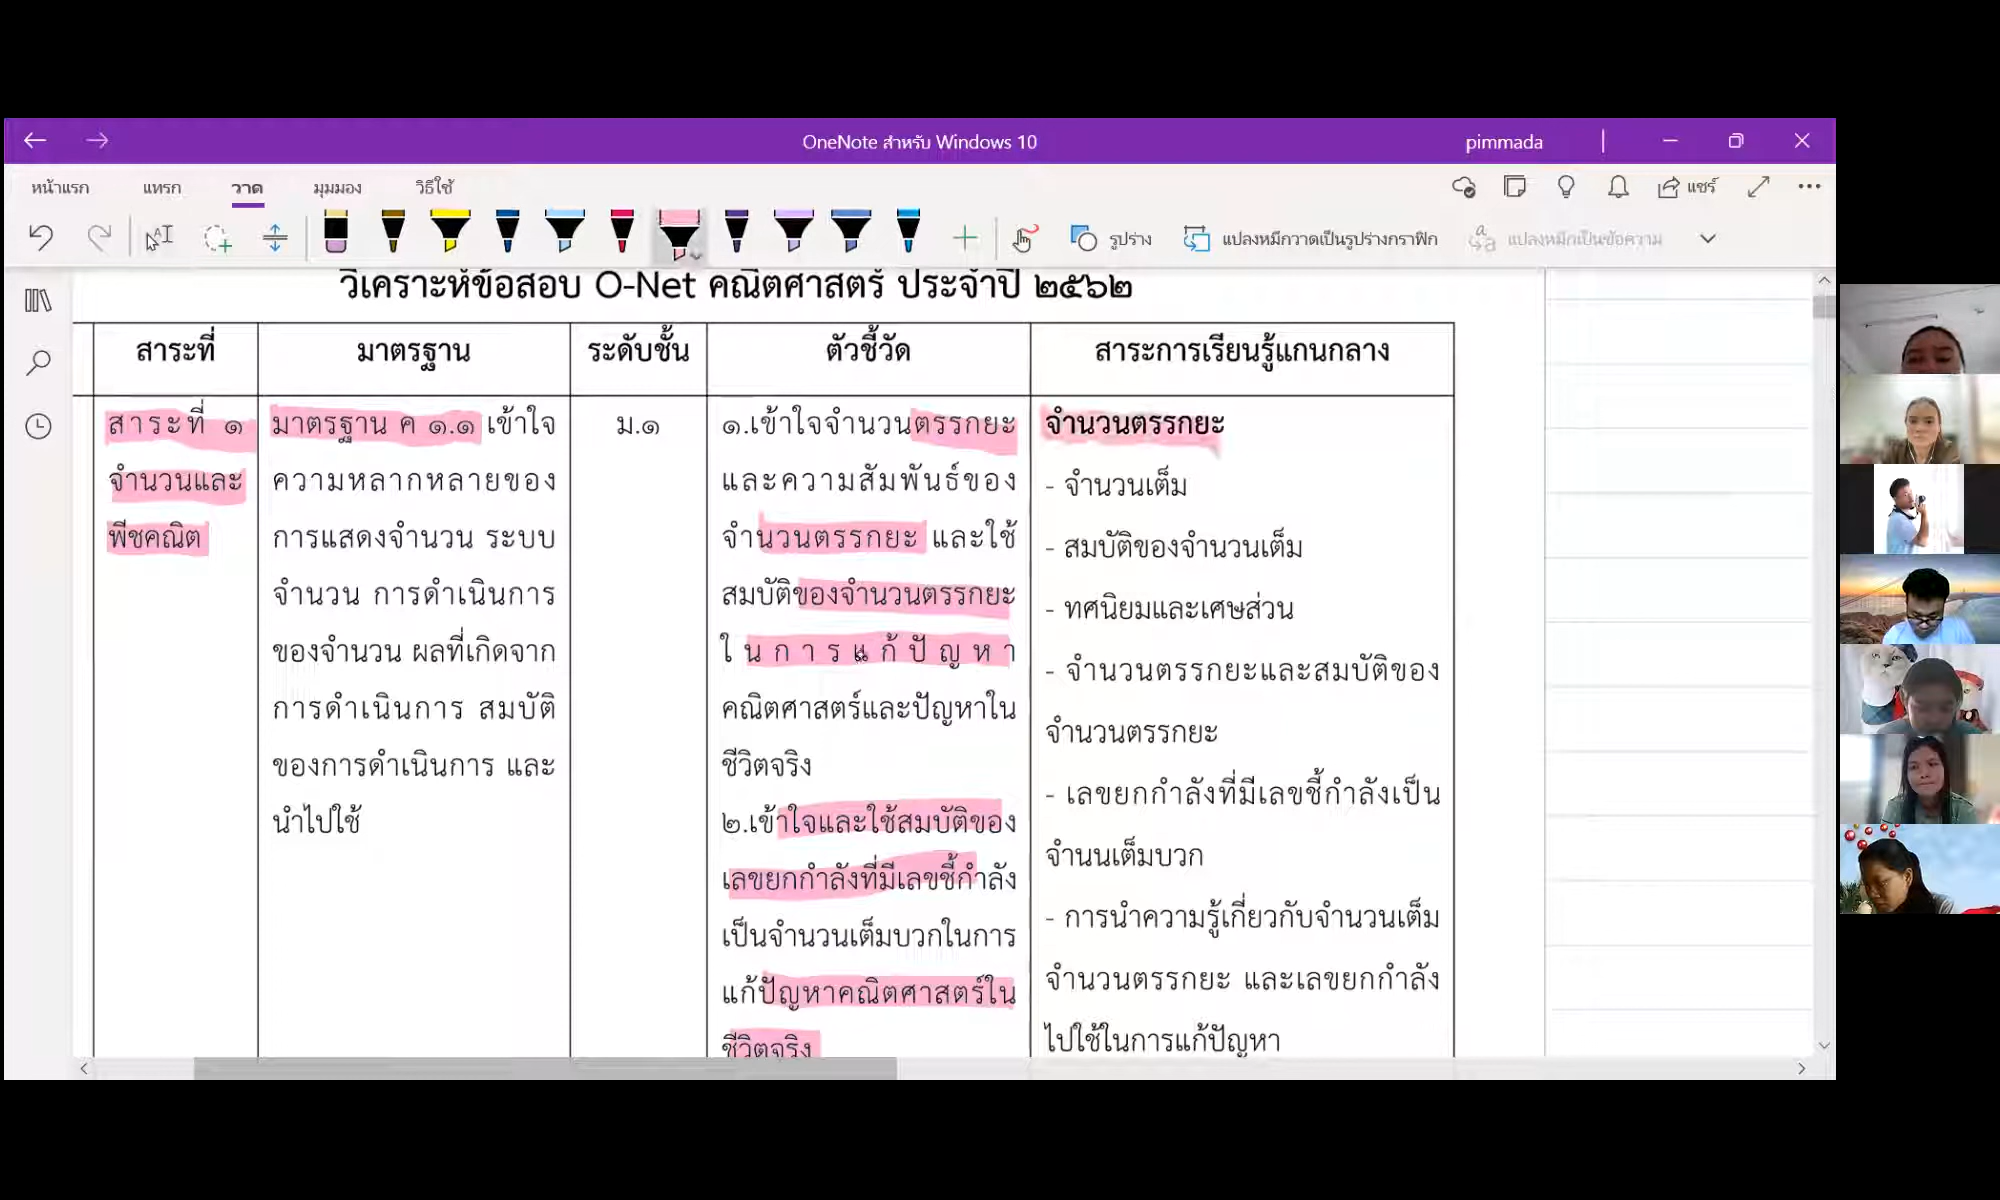 OneNote สำหรับ Windows 10
pimmada
หน้าแรก
แทรก
วาด
มุมมอง
วิธีใช้
แชร์
รูปร่าง
แปลงหมึกวาดเป็นรูปร่างกราฟิก
แปลงหมึกเป็นข้อความ
วิเคราะห์ข้อสอบ O-Net คณิตศาสตร์ ประจำปี ๒๕๖๒
สาระที่
มาตรฐาน
ระดับชั้น
ตัวชี้วัด
สาระการเรียนรู้แกนกลาง
สาระที่ ๑
จำนวนและ
พีชคณิต
มาตรฐาน ค ๑.๑ เข้าใจ
ความหลากหลายของ
การแสดงจำนวน ระบบ
จำนวน การดำเนินการ
ของจำนวน ผลที่เกิดจาก
การดำเนินการ สมบัติ
ของการดำเนินการ และ
นำไปใช้
ม.๑
๑.เข้าใจจำนวนตรรกยะ
และความสัมพันธ์ของ
จำนวนตรรกยะ และใช้
สมบัติของจำนวนตรรกยะ
ในการแก้ปัญหา
คณิตศาสตร์และปัญหาใน
ชีวิตจริง
๒.เข้าใจและใช้สมบัติของ
เลขยกกำลังที่มีเลขชี้กำลัง
เป็นจำนวนเต็มบวกในการ
แก้ปัญหาคณิตศาสตร์ใน
ชีวิตจริง
จำนวนตรรกยะ
- จำนวนเต็ม
- สมบัติของจำนวนเต็ม
- ทศนิยมและเศษส่วน
- จำนวนตรรกยะและสมบัติของ
จำนวนตรรกยะ
- เลขยกกำลังที่มีเลขชี้กำลังเป็น
จำนนเต็มบวก
- การนำความรู้เกี่ยวกับจำนวนเต็ม
จำนวนตรรกยะ และเลขยกกำลัง
ไปใช้ในการแก้ปัญหา